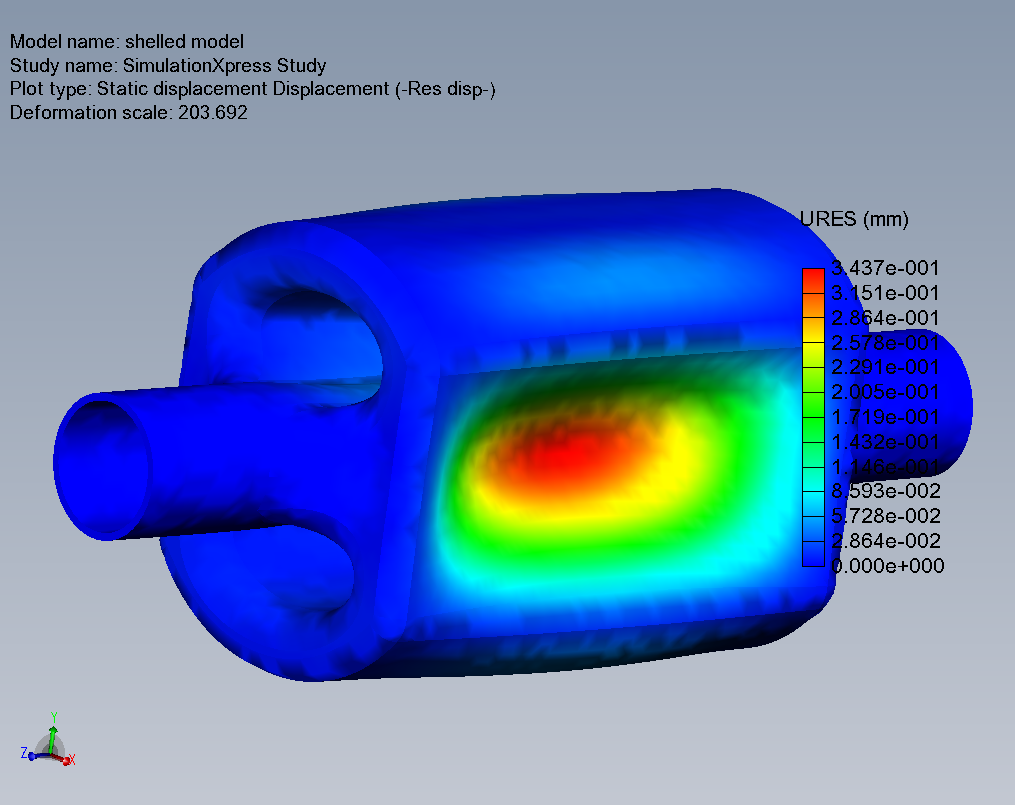 Model name: shelled model
Study name: SimulationXpress Study
Plot type: Static displacement Displacement (-Res disp-)
Deformation scale: 203.692
URES (mm)
3.437e-001
3.151e-001
2.864e-001
2.578e-001
2.291e-001
2.005e-001
1.719e-001
1.432e-001
1.146e-001
8.593e-002
5.728e-002
2.864e-002
0.000e+000
Y
Z
X